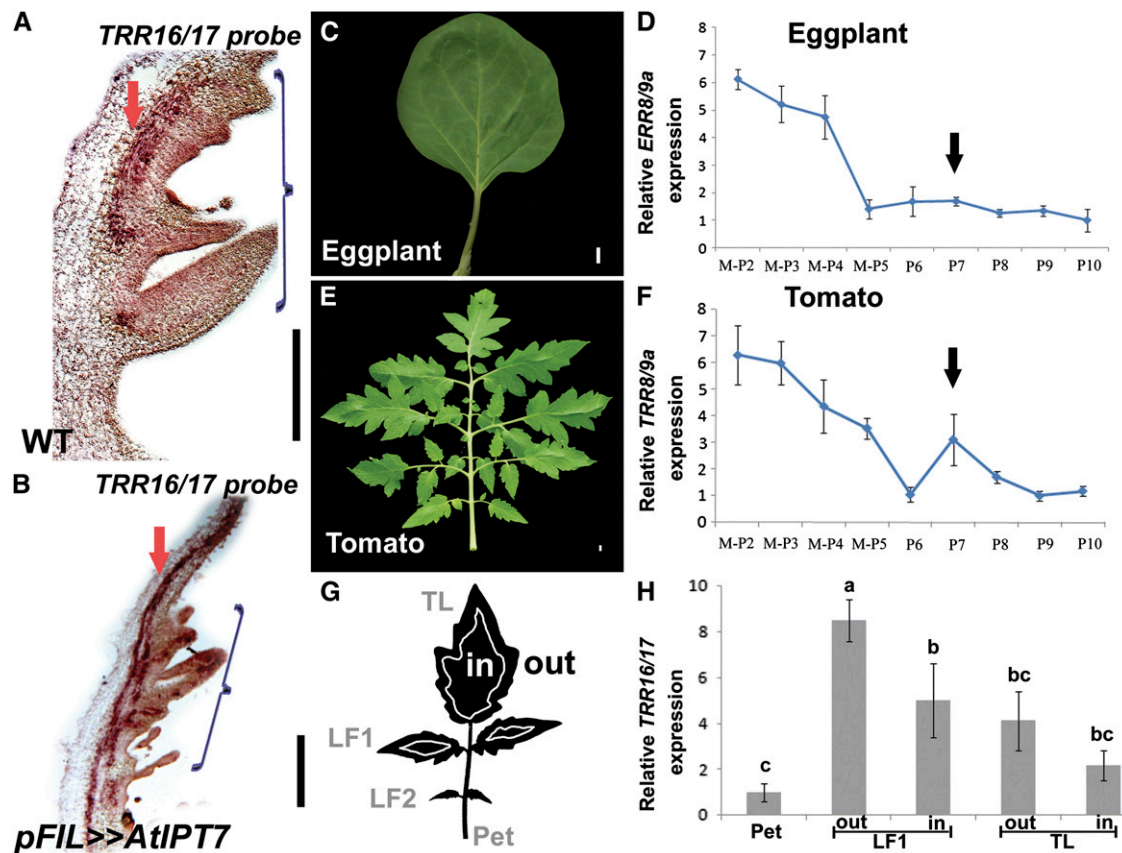 A
TRR16/17 probe
WT
B
TRR16/17 probe
pFIL>>AtIPT7
C
Eggplant
D
Eggplant
Relative ERR8/9a
expression
8
7
6
5
4
3
2
1
0
M-P2 M-P3 M-P4 M-P5 P6 P7 P8 P9 P10
E
Tomato
F
Tomato
Relative TRR8/9a
expression
8
7
6
5
4
3
2
1
0
M-P2 M-P3 M-P4 M-P5 P6 P7 P8 P9 P10
G
TL
in out
LF1
LF2
Pet
H
Relative TRR16/17
expression
10
8
6
4
2
0
c
a
b
bc
bc
Pet out in out in
LF1 TL